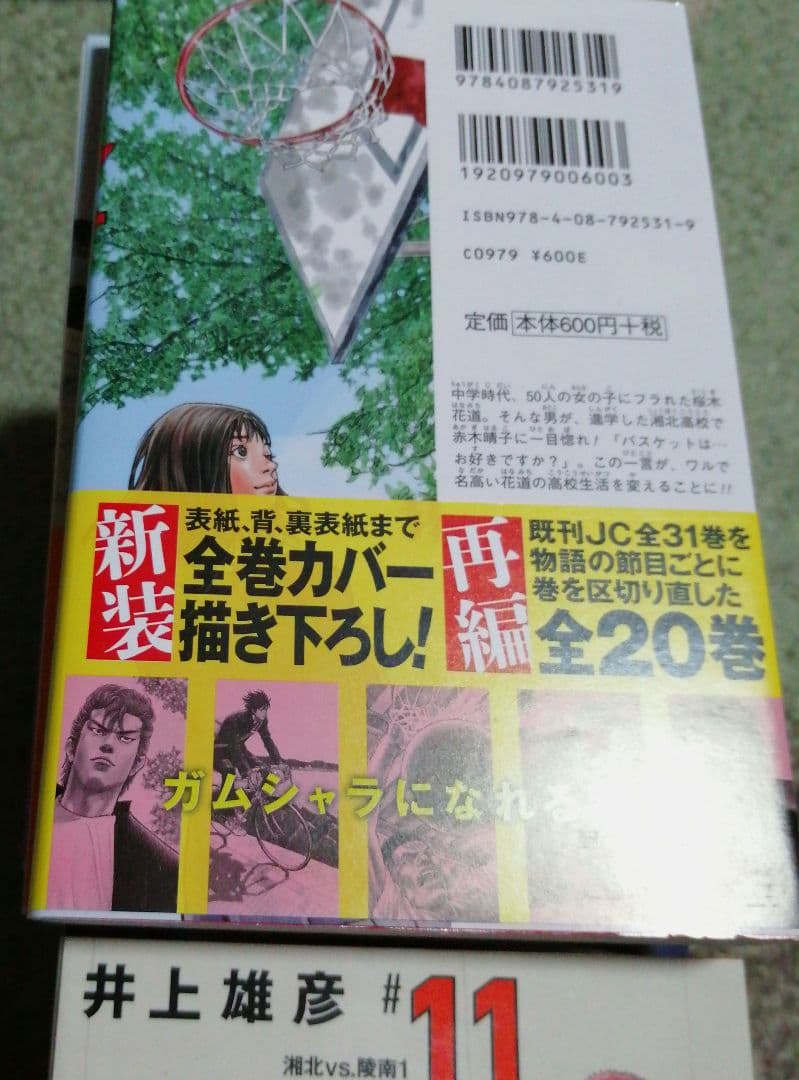 9784087925319
1920979006003
ISBN978-4-08-792531-9
C0979 ¥600E
定価 本体600円+税
中学時代、50人の女の子にフラれた桜木
花道。そんな男が、進学した湘北高校で
赤木晴子に一目惚れ!「バスケットは…
お好きですか?」。この一言が、ワルで
名高い花道の高校生活を変えることに!!
新装
表紙、背、裏表紙まで
全巻カバー
描き下ろし!
再編
既刊JC全31巻を
物語の節目ごとに
巻を区切り直した
全20巻
ガムシャラになれる
井上雄彦 #11
湘北vs.陵南1